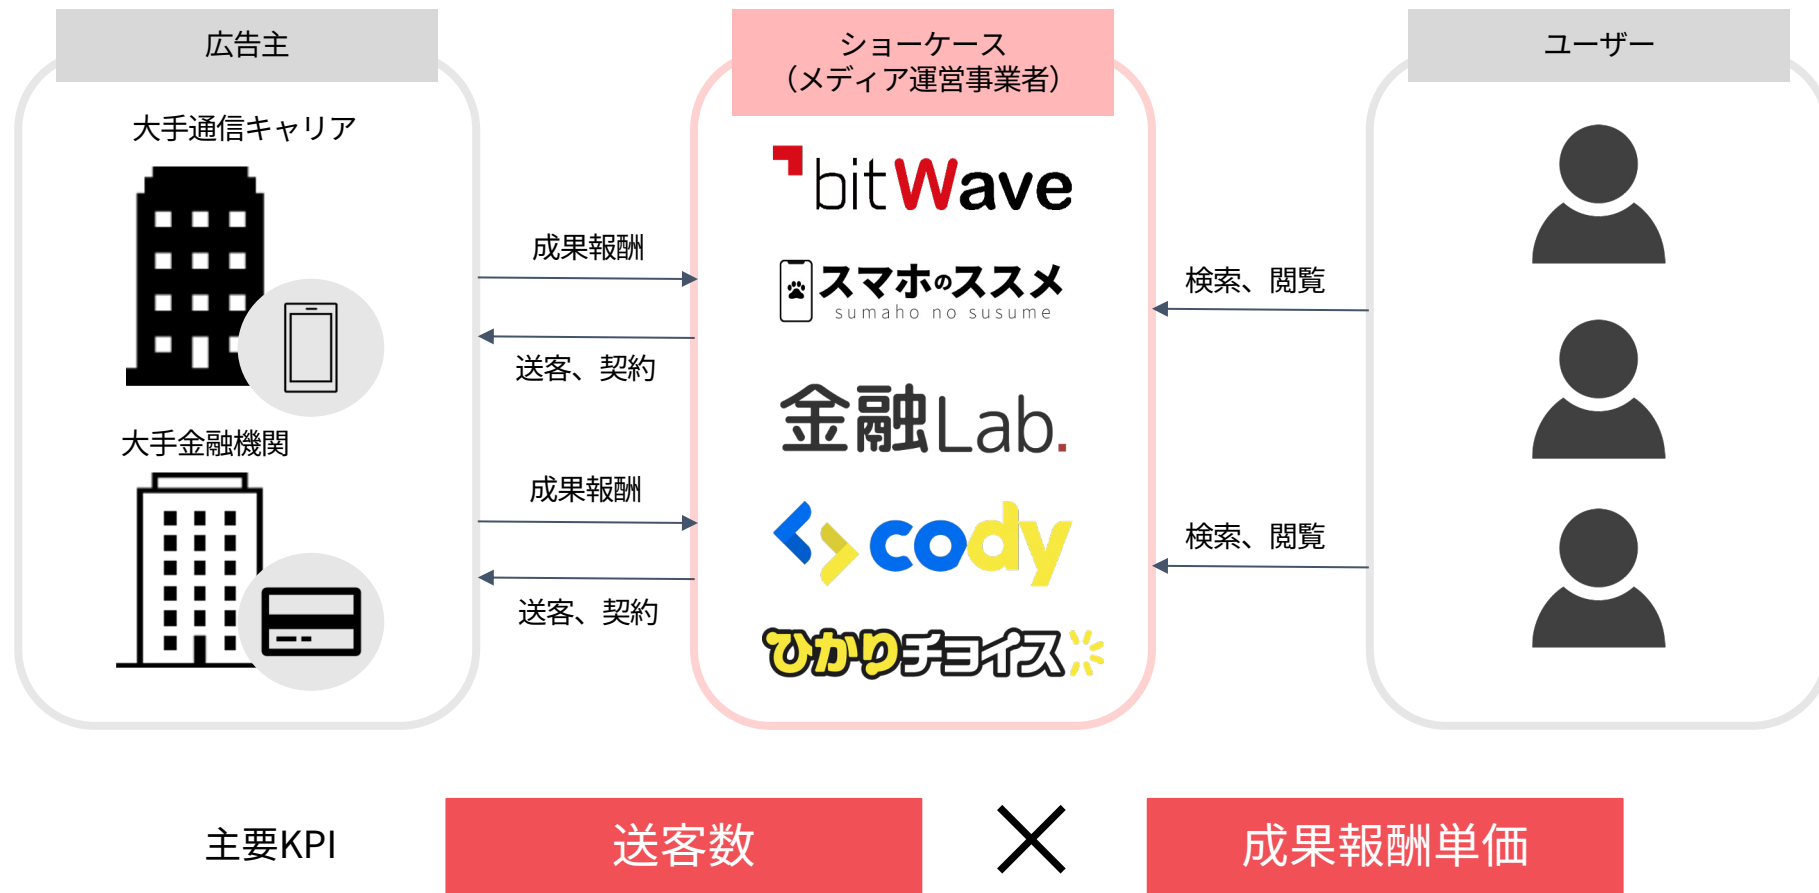 広告主
大手通信キャリア
大手金融機関
成果報酬
送客、契約
成果報酬
送客、契約
ショーケース
（メディア運営事業者）
bitWave
スマホのススメ
sumaho no susume
金融Lab.
cody
ひかりチョイス
検索、閲覧
検索、閲覧
ユーザー
主要KPI
送客数
×
成果報酬単価